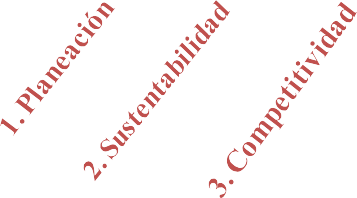 1. Planeación
2. Sustentabilidad
3. Competitividad